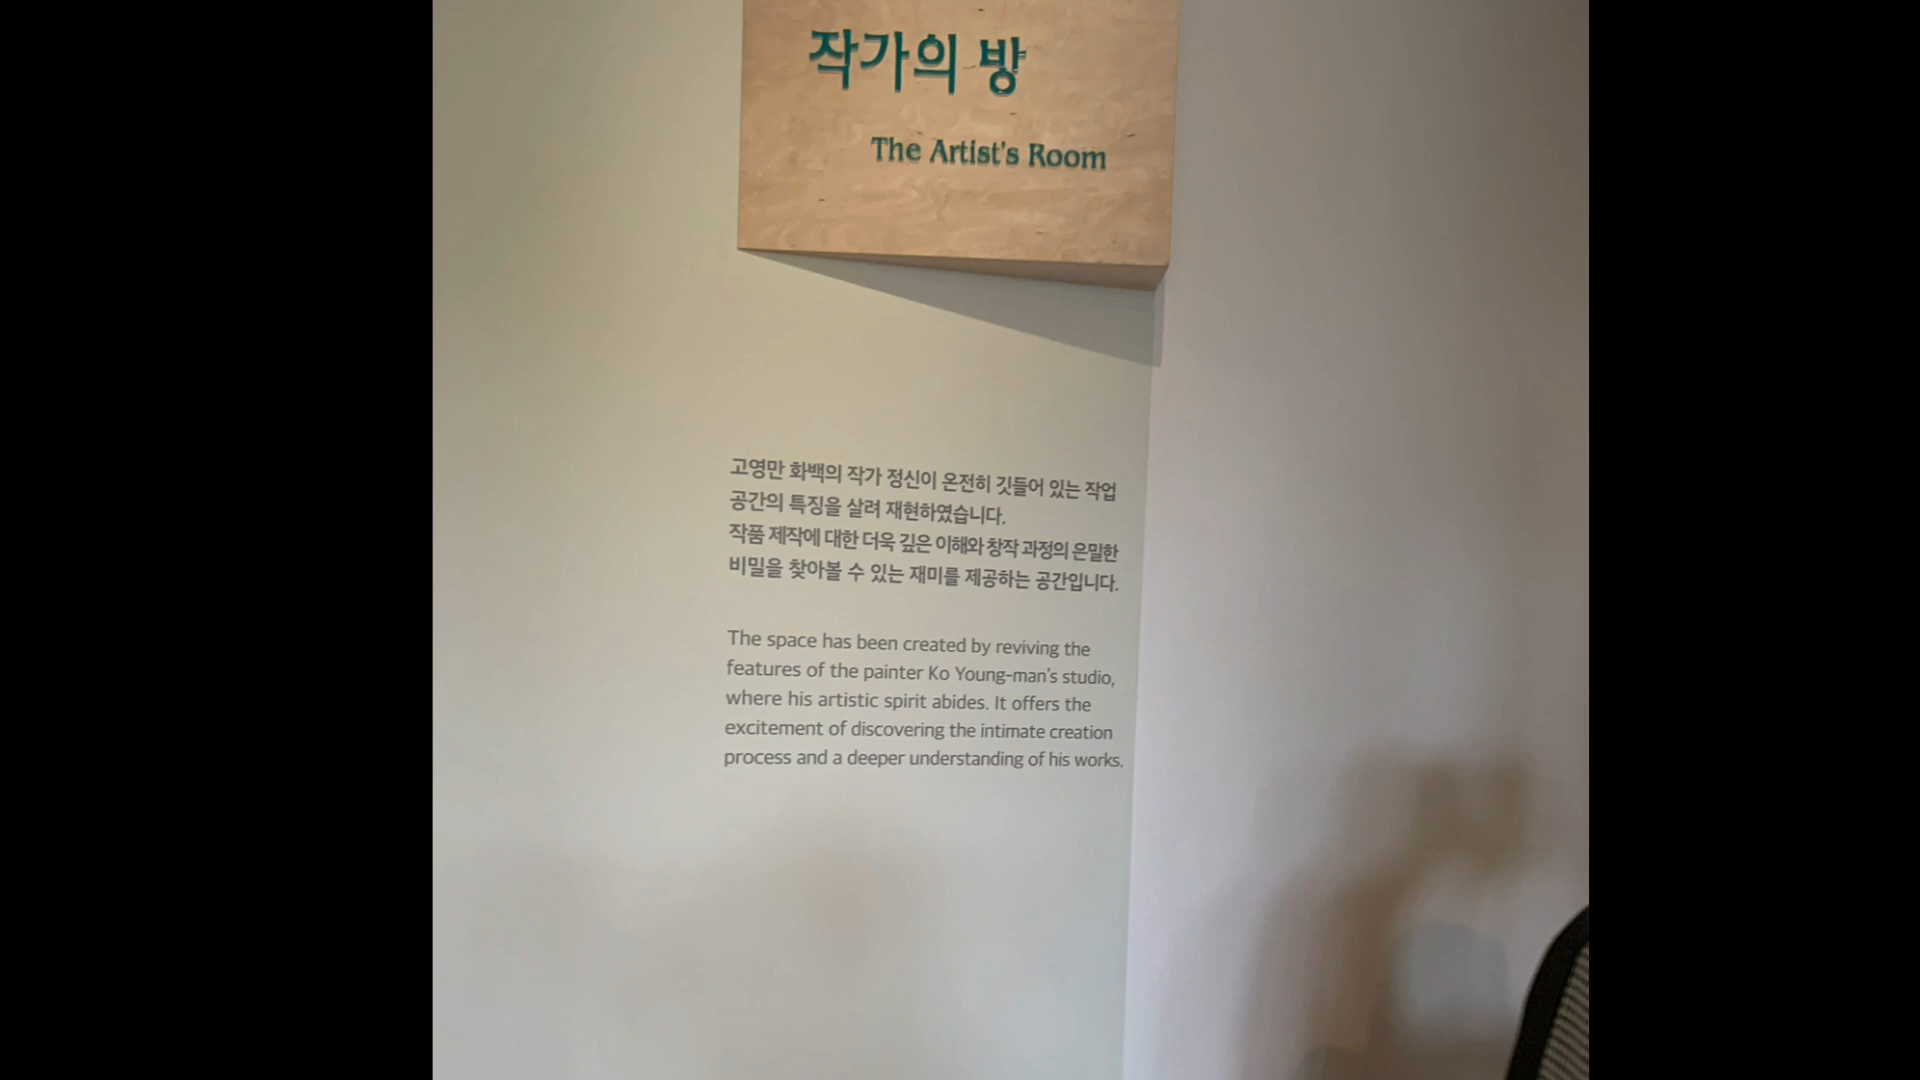 작가의 방
The Artist's Room
고영만 화백의 작가 정신이 온전히 깃들어 있는 작업
공간의 특징을 살려 재현하였습니다.
작품 제작에 대한 더욱 깊은 이해와 창작 과정의 은밀한
비밀을 찾아볼 수 있는 재미를 제공하는 공간입니다.
The space has been created by reviving the
features of the painter Ko Young-man's studio,
where his artistic spirit abides. It offers the
excitement of discovering the intimate creation
process and a deeper understanding of his works.